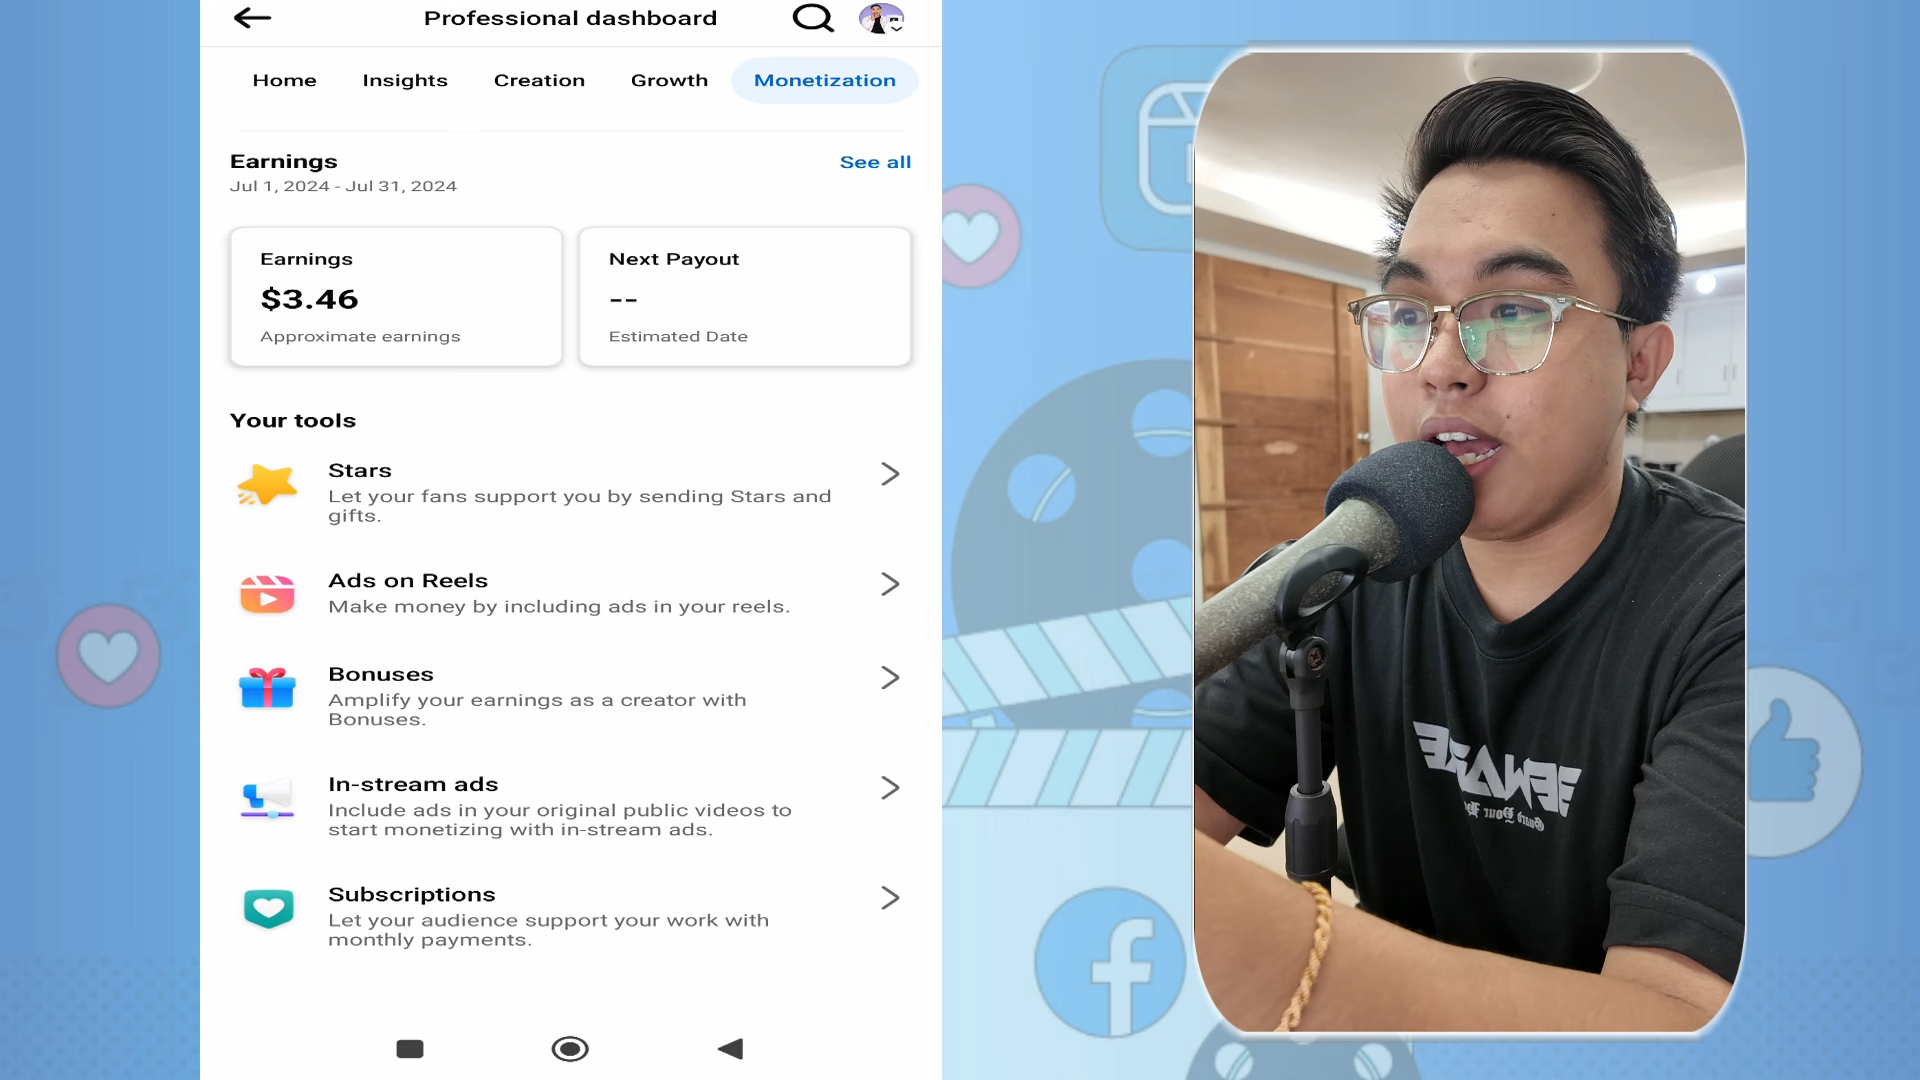 Professional dashboard
Home Insights Creation Growth Monetization
Earnings
See all
Jul 1, 2024 - Jul 31, 2024
Earnings
$3.46
Approximate earnings
Next Payout
--
Estimated Date
Your tools
Stars
Let your fans support you by sending Stars and
gifts.
Ads on Reels
Make money by including ads in your reels.
Bonuses
Amplify your earnings as a creator with
Bonuses.
In-stream ads
Include ads in your original public videos to
start monetizing with in-stream ads.
Subscriptions
Let your audience support your work with
monthly payments.